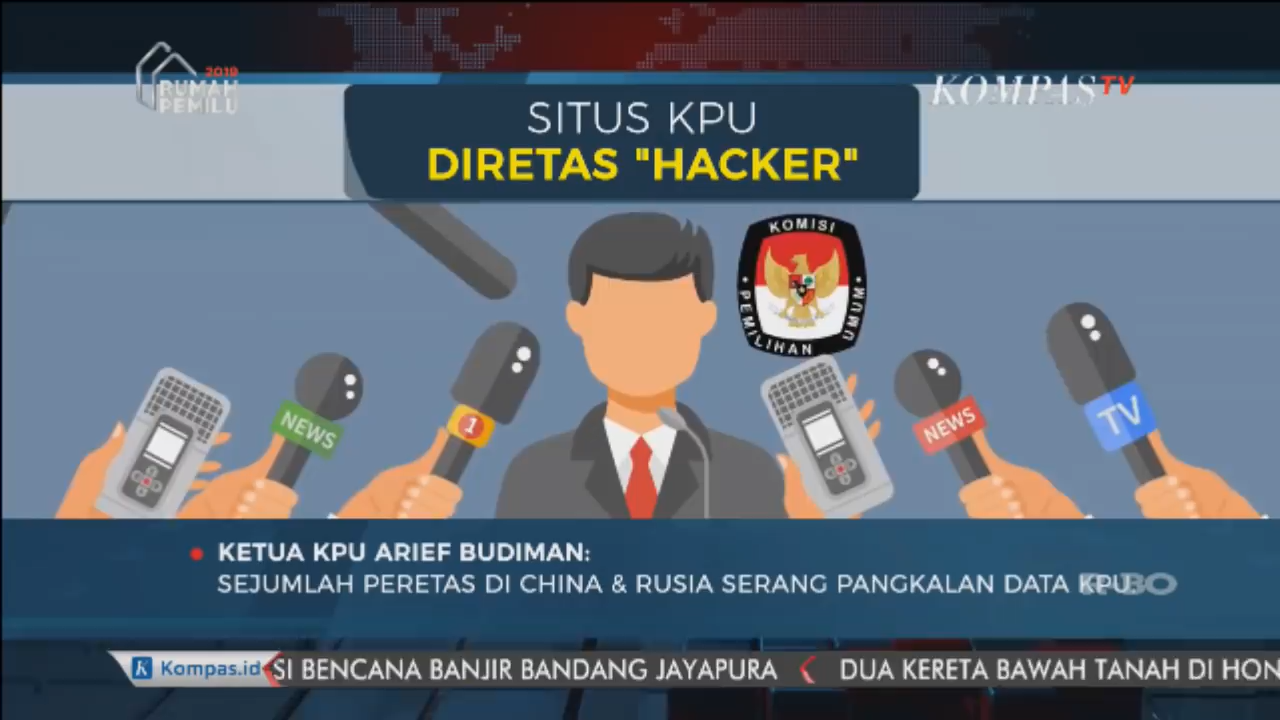 2019
RUMAH
PEMILU
KOMPAS TV
SITUS KPU
DIRETAS "HACKER"
KOMISI
PEMILIHAN UMUM
NEWS
1
NEWS
TV
KETUA KPU ARIEF BUDIMAN:
SEJUMLAH PERETAS DI CHINA & RUSIA SERANG PANGKALAN DATA KPU.
Kompas.id
SI BENCANA BANJIR BANDANG JAYAPURA
DUA KERETA BAWAH TANAH DI HON